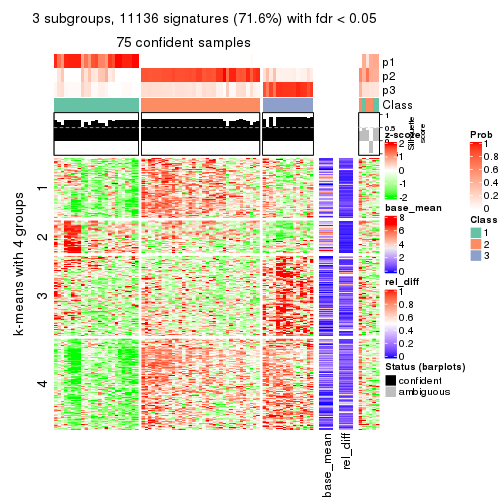 3 subgroups, 11136 signatures (71.6%) with fdr < 0.05
75 confident samples
p1
p2
p3
Class
1
0.5
0
Silhouette
score
k-means with 4 groups
1
2
3
4
base_mean
rel_diff
z-score
2
1
0
-1
-2
base_mean
8
6
4
2
0
rel_diff
1
0.8
0.6
0.4
0.2
0
Status (barplots)
confident
ambiguous
Prob
1
0.8
0.6
0.4
0.2
0
Class
1
2
3